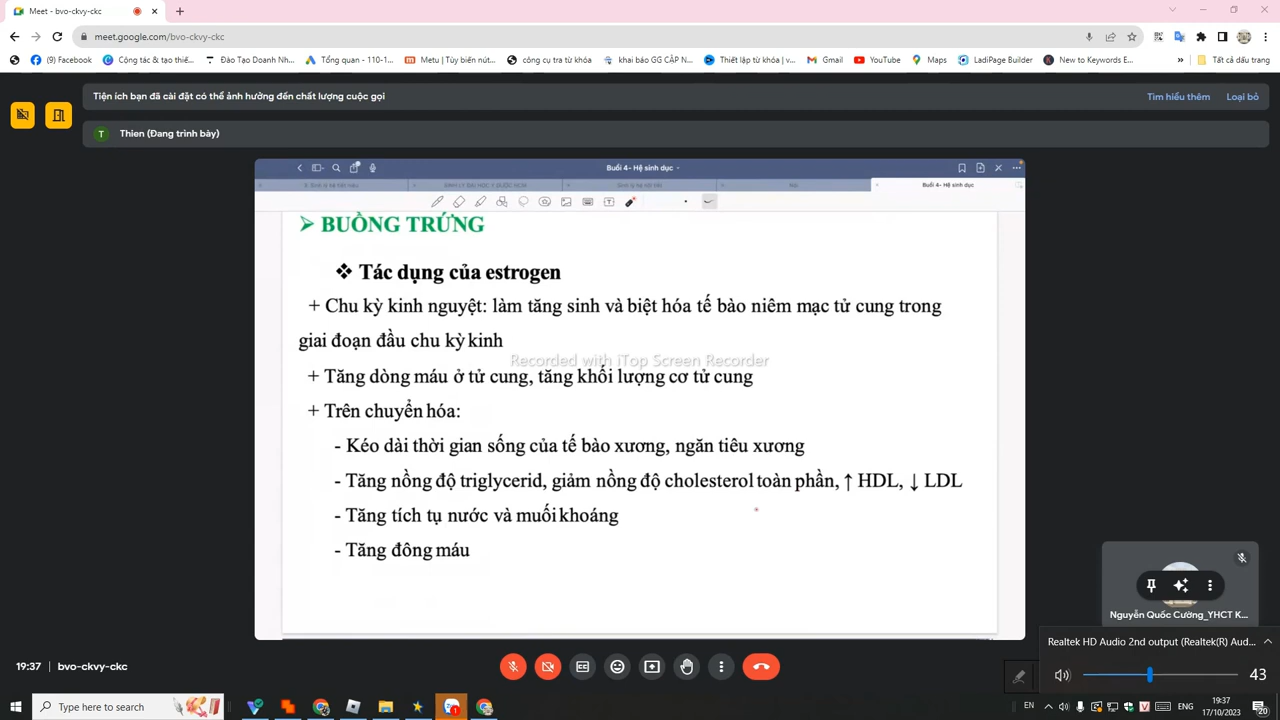 Meet - bvo-ckvy-ckc
meet.google.com/bvo-ckvy-ckc
(9) Facebook
Công tác & tạo thiế...
Đào Tạo Doanh Nh...
Tổng quan - 110-1...
Metu | Tùy biến nút...
công cụ tra từ khóa
khai báo GG CẬP N...
Thiết lập từ khóa | v...
Gmail
YouTube
Maps
LadiPage Builder
New to Keywords E...
»
Tất cả dấu trang
Tiện ích bạn đã cài đặt có thể ảnh hưởng đến chất lượng cuộc gọi
Tìm hiểu thêm
Loại bỏ
T
Thien (Đang trình bày)
Buổi 4- Hệ sinh dục
Sinh lý hệ nội tiết
Buổi 4- Hệ sinh dục
➢ BUỒNG TRỨNG
❖ Tác dụng của estrogen
+ Chu kỳ kinh nguyệt: làm tăng sinh và biệt hóa tế bào niêm mạc tử cung trong
giai đoạn đầu chu kỳ kinh
Recorded with iTop Screen Recorder
+ Tăng dòng máu ở tử cung, tăng khối lượng cơ tử cung
+ Trên chuyển hóa:
- Kéo dài thời gian sống của tế bào xương, ngăn tiêu xương
- Tăng nồng độ triglycerid, giảm nồng độ cholesterol toàn phần, ↑ HDL, ↓ LDL
- Tăng tích tụ nước và muối khoáng
- Tăng đông máu
Nguyễn Quốc Cường_YHCT K...
Realtek HD Audio 2nd output (Realtek(R) Aud...
43
19:37
bvo-ckvy-ckc
Type here to search
EN
ENG
19:37
17/10/2023
20